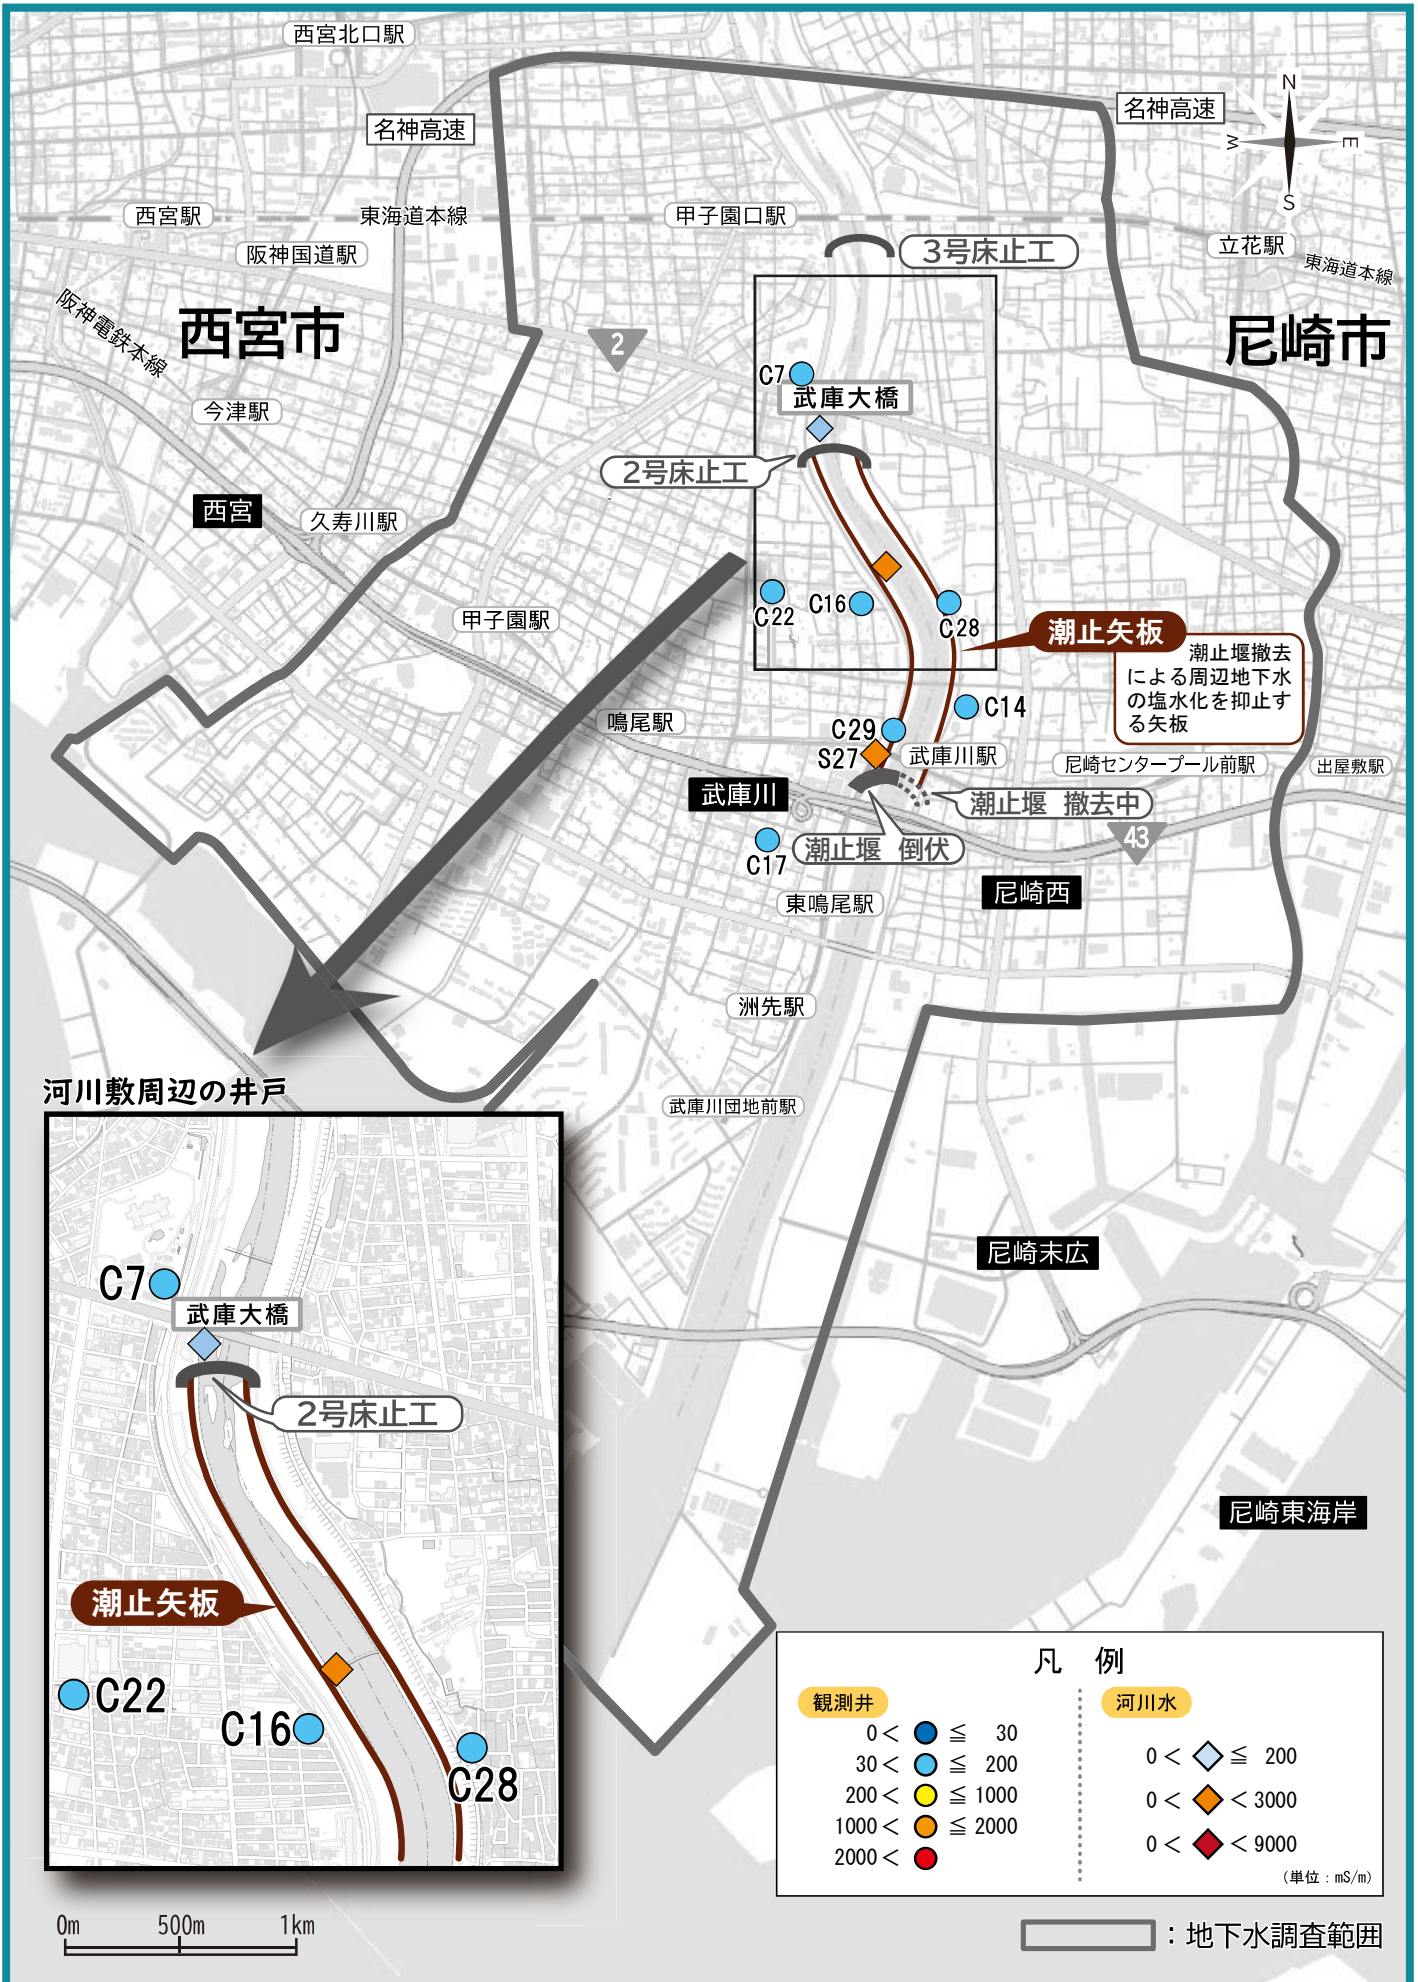 西宮北口駅
名神高速
名神高速
N
W
E
S
西宮駅
東海道本線
甲子園口駅
阪神国道駅
3号床止工
立花駅
東海道本線
阪神電鉄本線
西宮市
2
尼崎市
C7
武庫大橋
今津駅
2号床止工
西宮
久寿川駅
C22
C16
C28
甲子園駅
潮止矢板
潮止堰撤去
による周辺地下水
の塩水化を抑止す
る矢板
C14
鳴尾駅
C29
S27
武庫川駅
尼崎センタープール前駅
出屋敷駅
武庫川
潮止堰 撤去中
43
C17
潮止堰 倒伏
尼崎西
東鳴尾駅
洲先駅
河川敷周辺の井戸
武庫川団地前駅
尼崎末広
C7
武庫大橋
2号床止工
尼崎東海岸
潮止矢板
C22
C16
C28
凡 例
観測井
0< ≦ 30
30< ≦ 200
200< ≦ 1000
1000< ≦ 2000
2000<
河川水
0< ≦ 200
0< < 3000
0< < 9000
(単位:mS/m)
0m 500m 1km
:地下水調査範囲